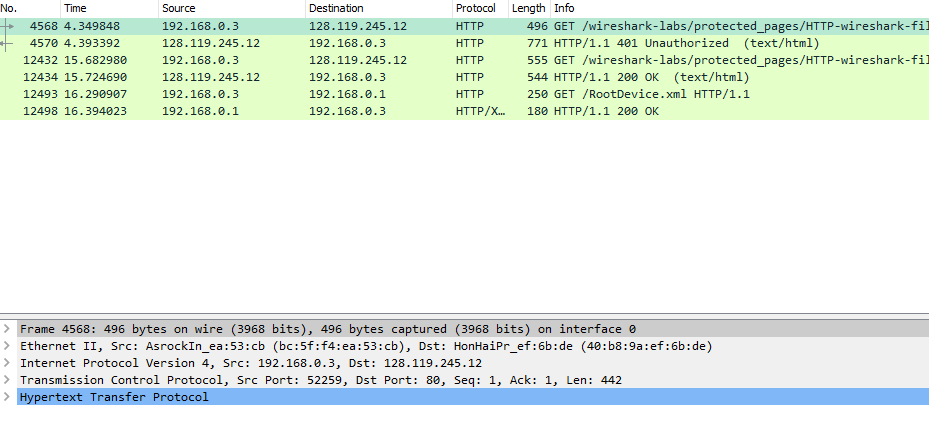 No. Time Source Destination Protocol Length Info
4568 4.349848 192.168.0.3 128.119.245.12 HTTP 496 GET /wireshark-labs/protected_pages/HTTP-wireshark-fil
4570 4.393392 128.119.245.12 192.168.0.3 HTTP 771 HTTP/1.1 401 Unauthorized (text/html)
12432 15.682980 192.168.0.3 128.119.245.12 HTTP 555 GET /wireshark-labs/protected_pages/HTTP-wireshark-fil
12434 15.724690 128.119.245.12 192.168.0.3 HTTP 544 HTTP/1.1 200 OK (text/html)
12493 16.290907 192.168.0.3 192.168.0.1 HTTP 250 GET /RootDevice.xml HTTP/1.1
12498 16.394023 192.168.0.1 192.168.0.3 HTTP/X… 180 HTTP/1.1 200 OK
Frame 4568: 496 bytes on wire (3968 bits), 496 bytes captured (3968 bits) on interface 0
Ethernet II, Src: AsrockIn_ea:53:cb (bc:5f:f4:ea:53:cb), Dst: HonHaiPr_ef:6b:de (40:b8:9a:ef:6b:de)
Internet Protocol Version 4, Src: 192.168.0.3, Dst: 128.119.245.12
Transmission Control Protocol, Src Port: 52259, Dst Port: 80, Seq: 1, Ack: 1, Len: 442
Hypertext Transfer Protocol